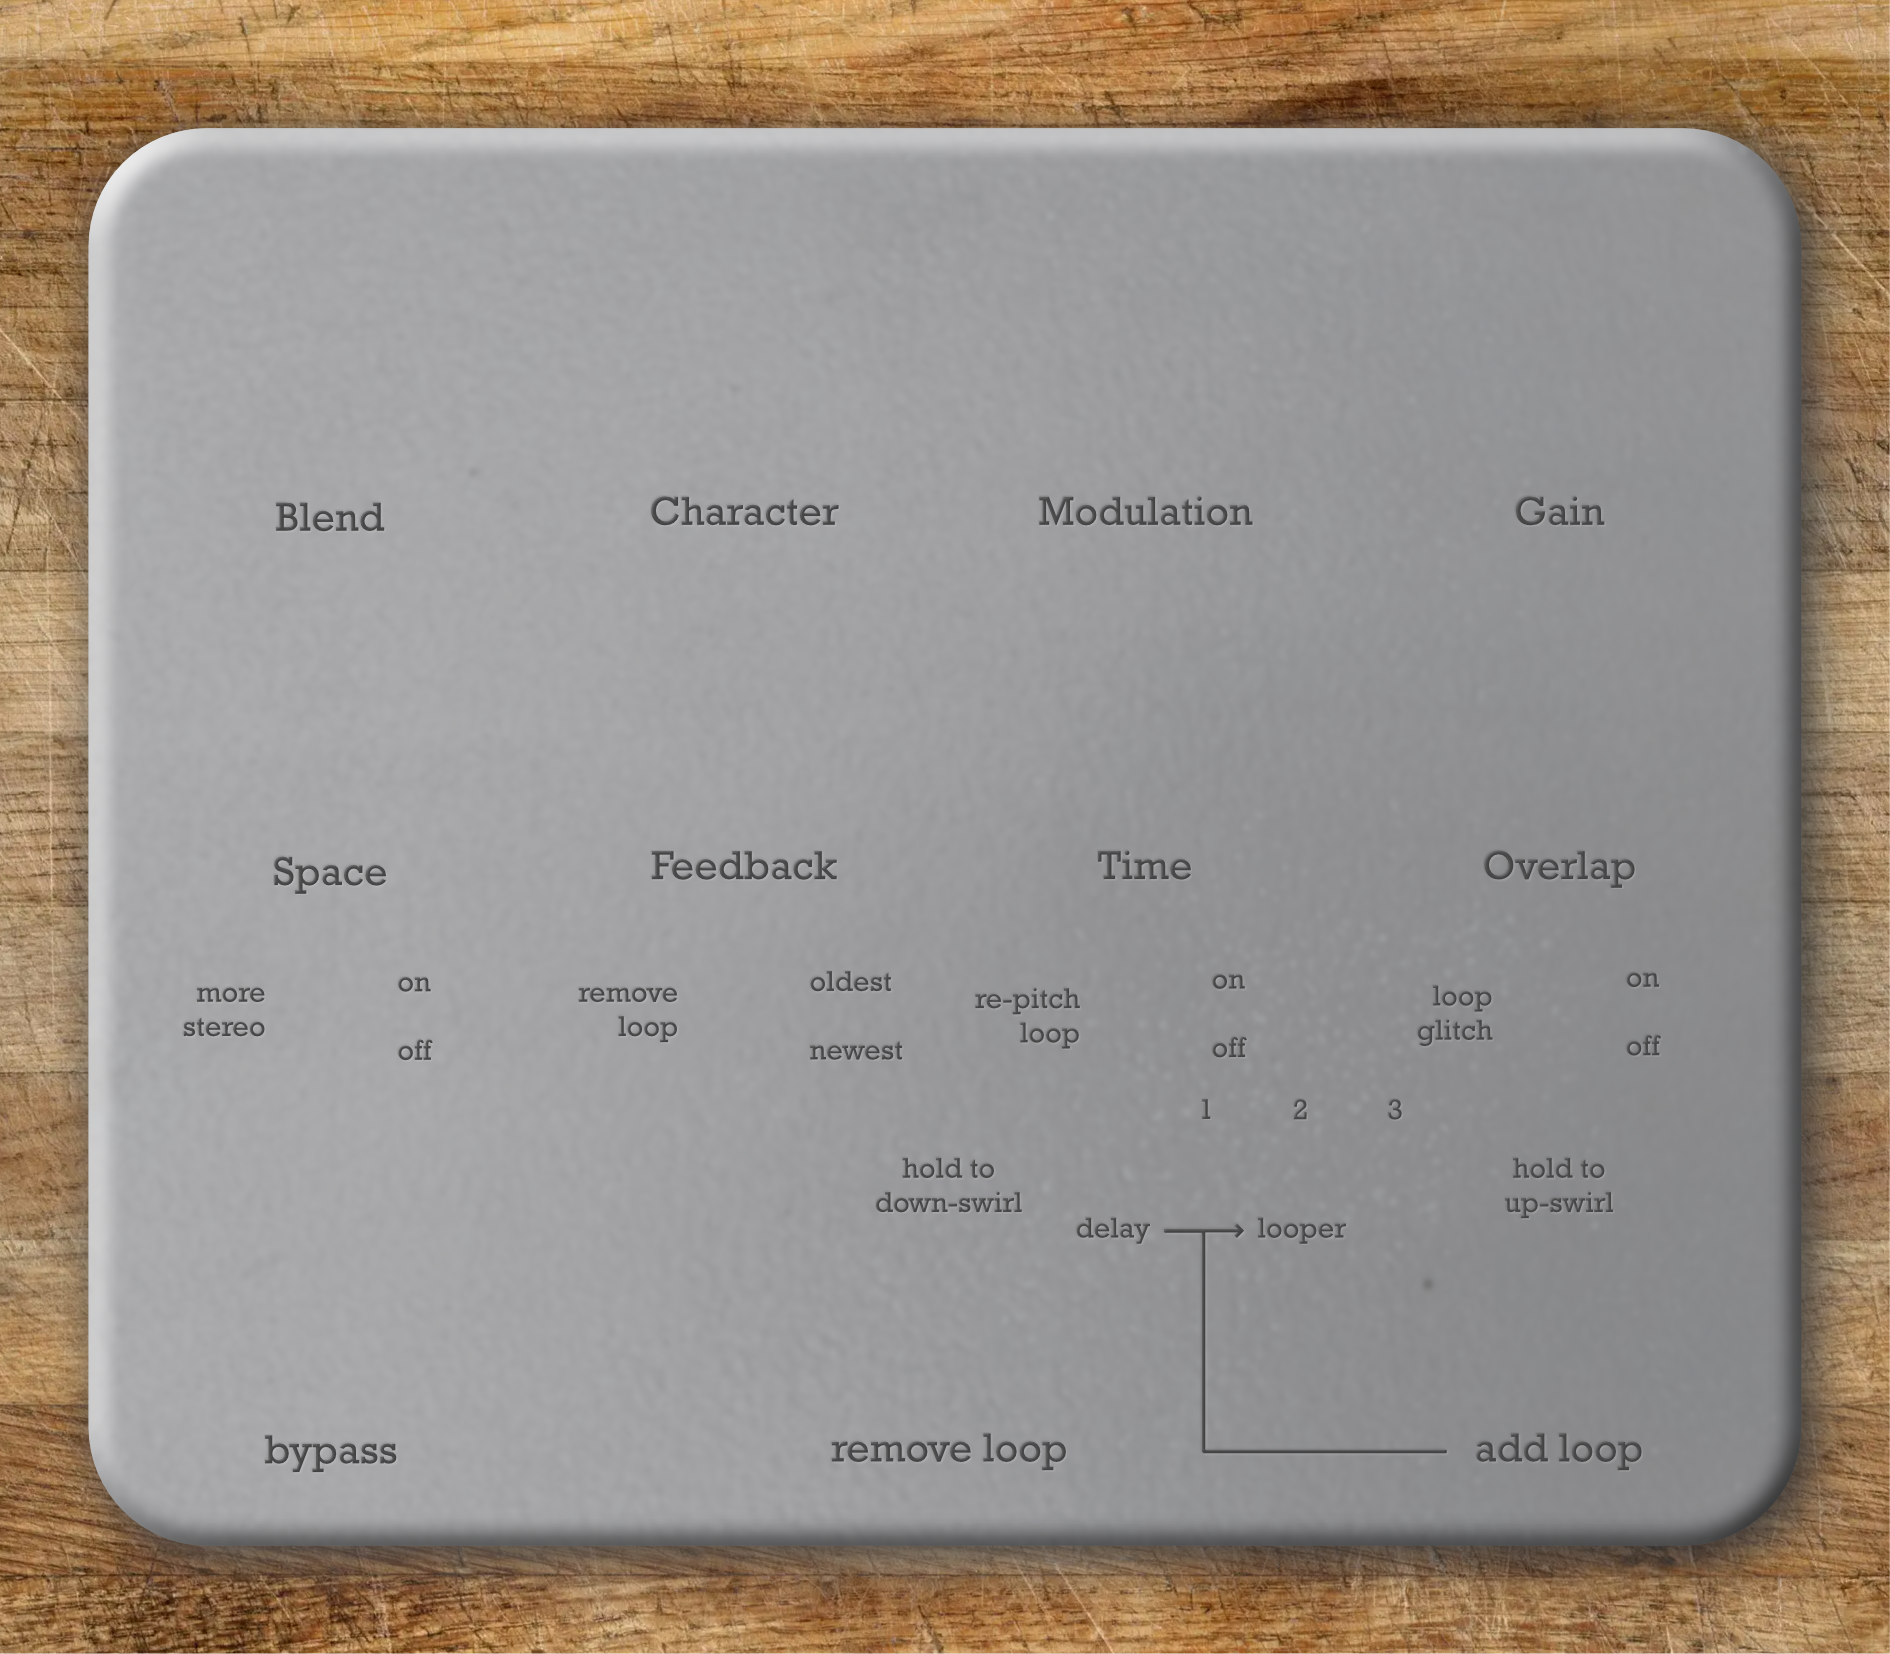 Blend
Character
Modulation
Gain
Space
Feedback
Time
Overlap
more
stereo
on
off
remove
loop
oldest
newest
re-pitch
loop
on
off
loop
glitch
on
off
1 2 3
hold to
down-swirl
hold to
up-swirl
delay
looper
bypass
remove loop
add loop